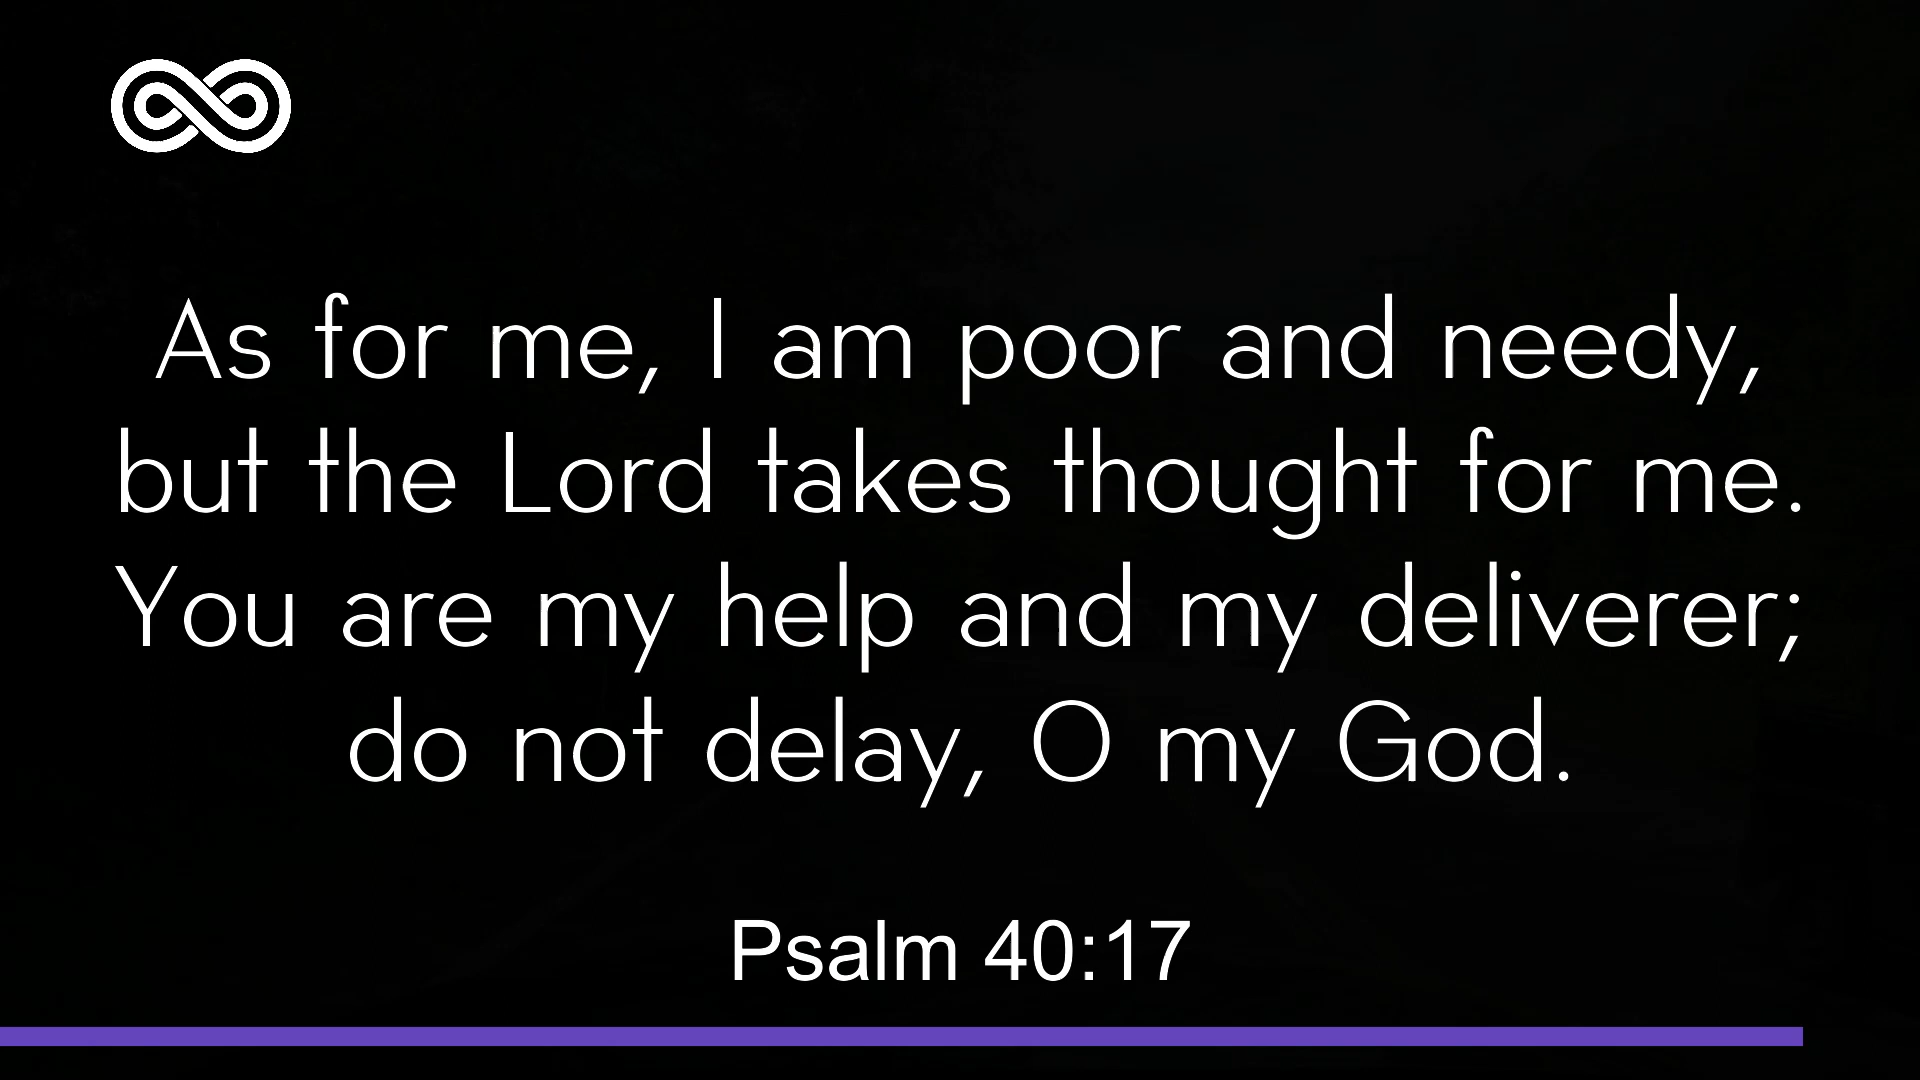 As for me, I am poor and needy,
but the Lord takes thought for me.
You are my help and my deliverer;
do not delay, O my God.
Psalm 40:17